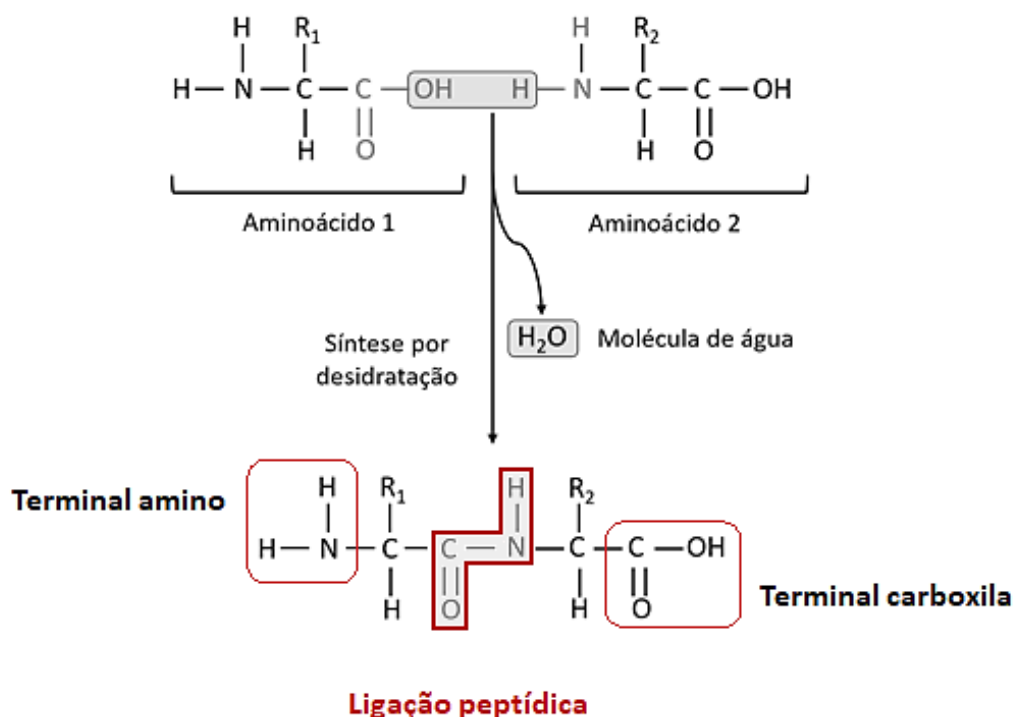 H R₁ H R₂
H N C C OH H N C C OH
H O H O
Aminoácido 1 Aminoácido 2
H₂O Molécula de água
Síntese por
desidratação
Terminal amino
H R₁ H R₂
H N C C N C C OH
H O H O
Terminal carboxila
Ligação peptídica